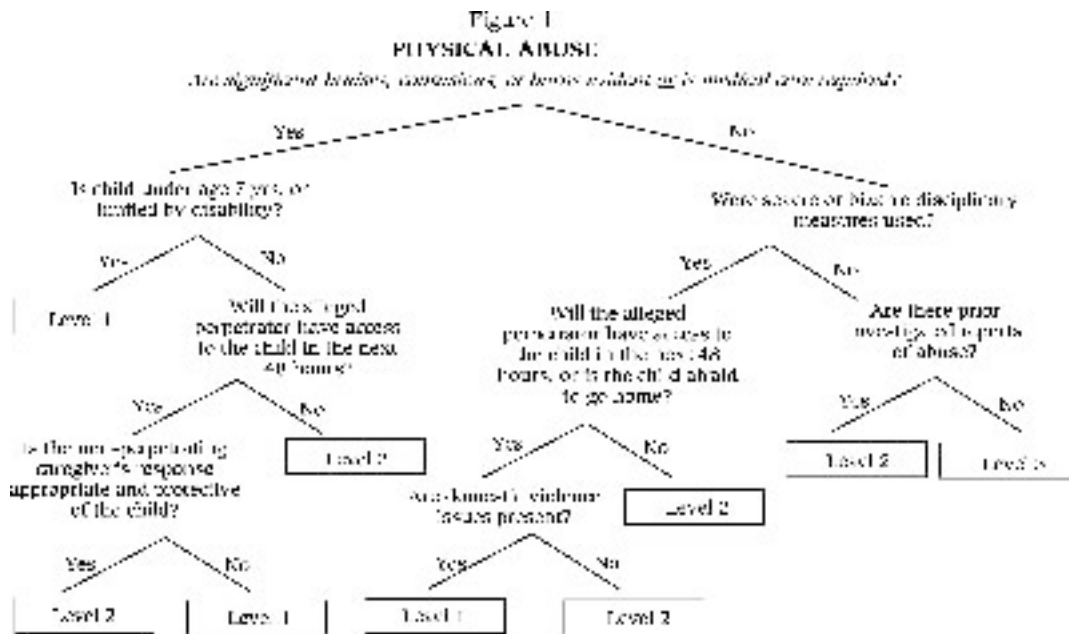 Figure 1
PHYSICAL ABUSE
Are significant bruises, contusions, or burns evident or is medical care required?
Yes
No
Is child under age 7 yrs. or
limited by disability?
Were severe or bizarre disciplinary
measures used?
Yes
No
Yes
No
Level 1
Will the alleged
perpetrator have access
to the child in the next
48 hours?
Will the alleged
perpetrator have access to
the child in the next 48
hours, or is the child afraid
to go home?
Are there prior
investigated reports
of abuse?
Yes
No
Yes
No
Yes
No
Is the non-perpetrating
caregiver's response
appropriate and protective
of the child?
Level 2
Are domestic violence
issues present?
Level 2
Level 2
Level
Yes
No
Yes
No
Level 2
Level 1
Level 1
Level 2